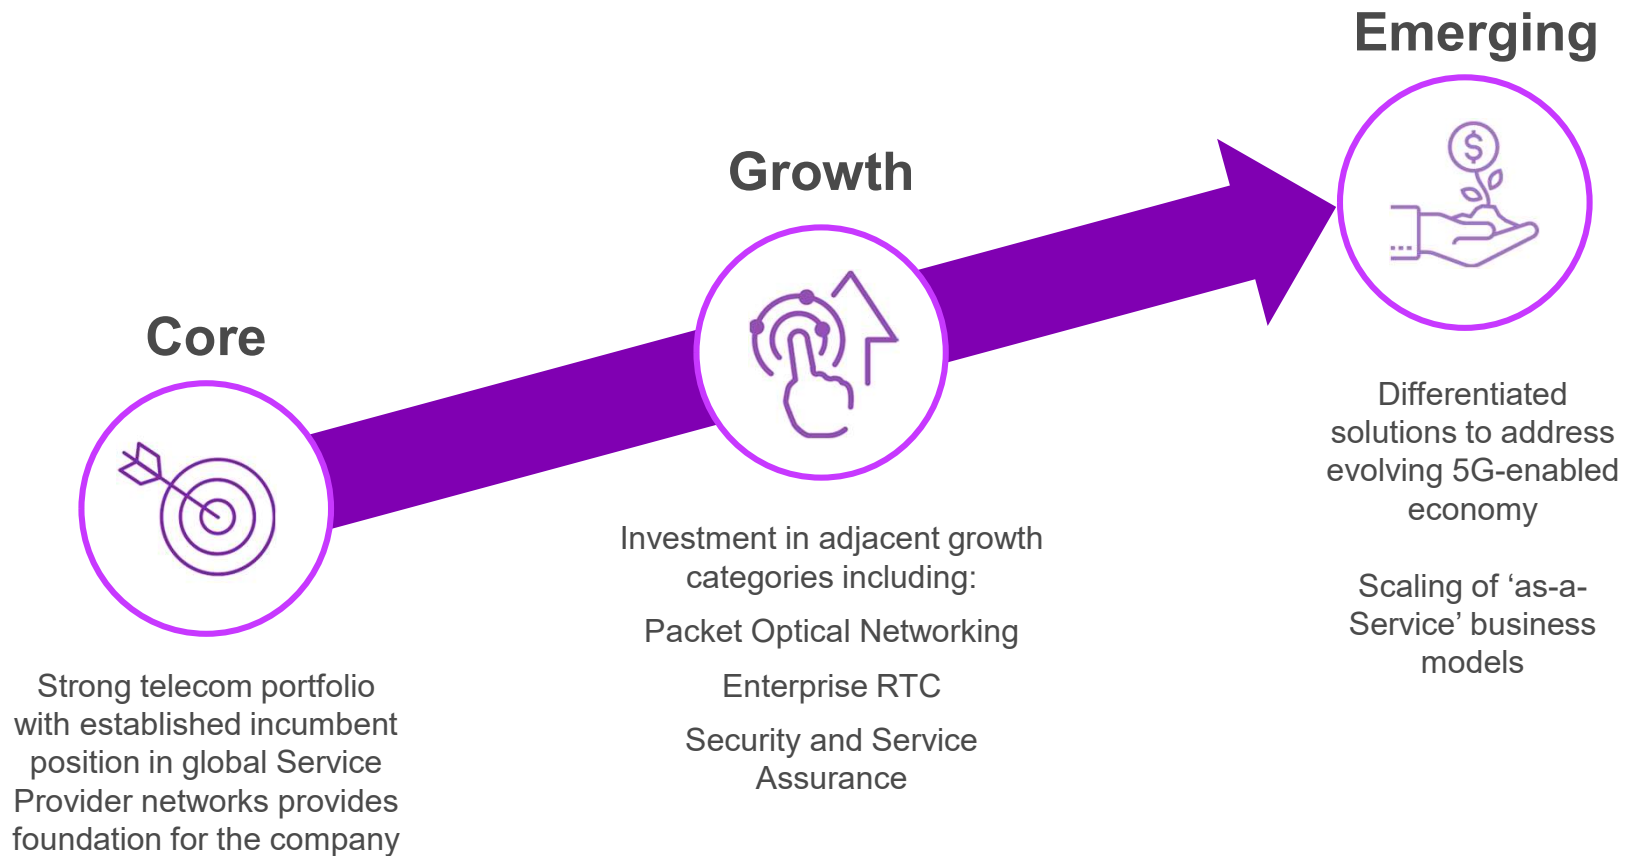 Core
Strong telecom portfolio
with established incumbent
position in global Service
Provider networks provides
foundation for the company
Growth
Investment in adjacent growth
categories including:
Packet Optical Networking
Enterprise RTC
Security and Service
Assurance
Emerging
$
Differentiated
solutions to address
evolving 5G-enabled
economy
Scaling of ‘as-a-
Service’ business
models